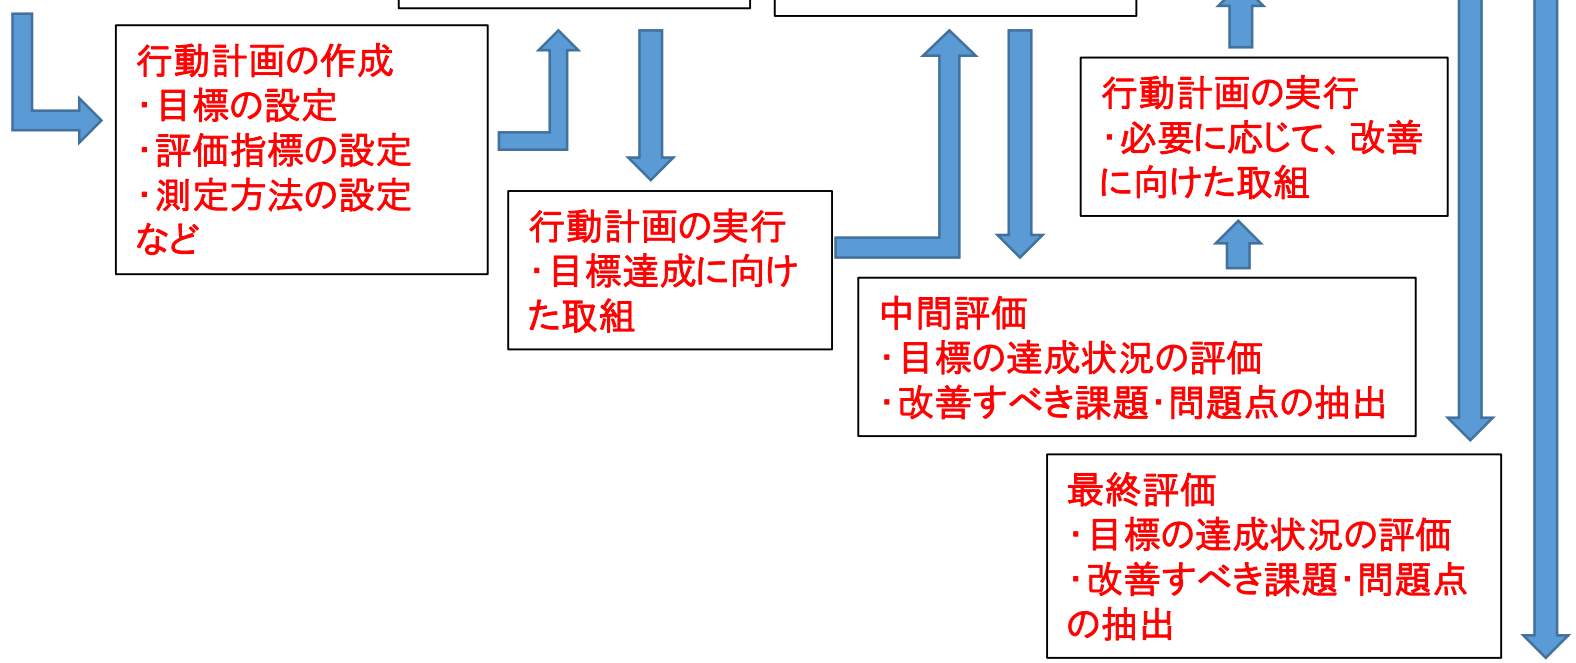 行動計画の作成
・目標の設定
・評価指標の設定
・測定方法の設定
など
行動計画の実行
・目標達成に向け
た取組
行動計画の実行
・必要に応じて、改善
に向けた取組
中間評価
・目標の達成状況の評価
・改善すべき課題・問題点の抽出
最終評価
・目標の達成状況の評価
・改善すべき課題・問題点
の抽出